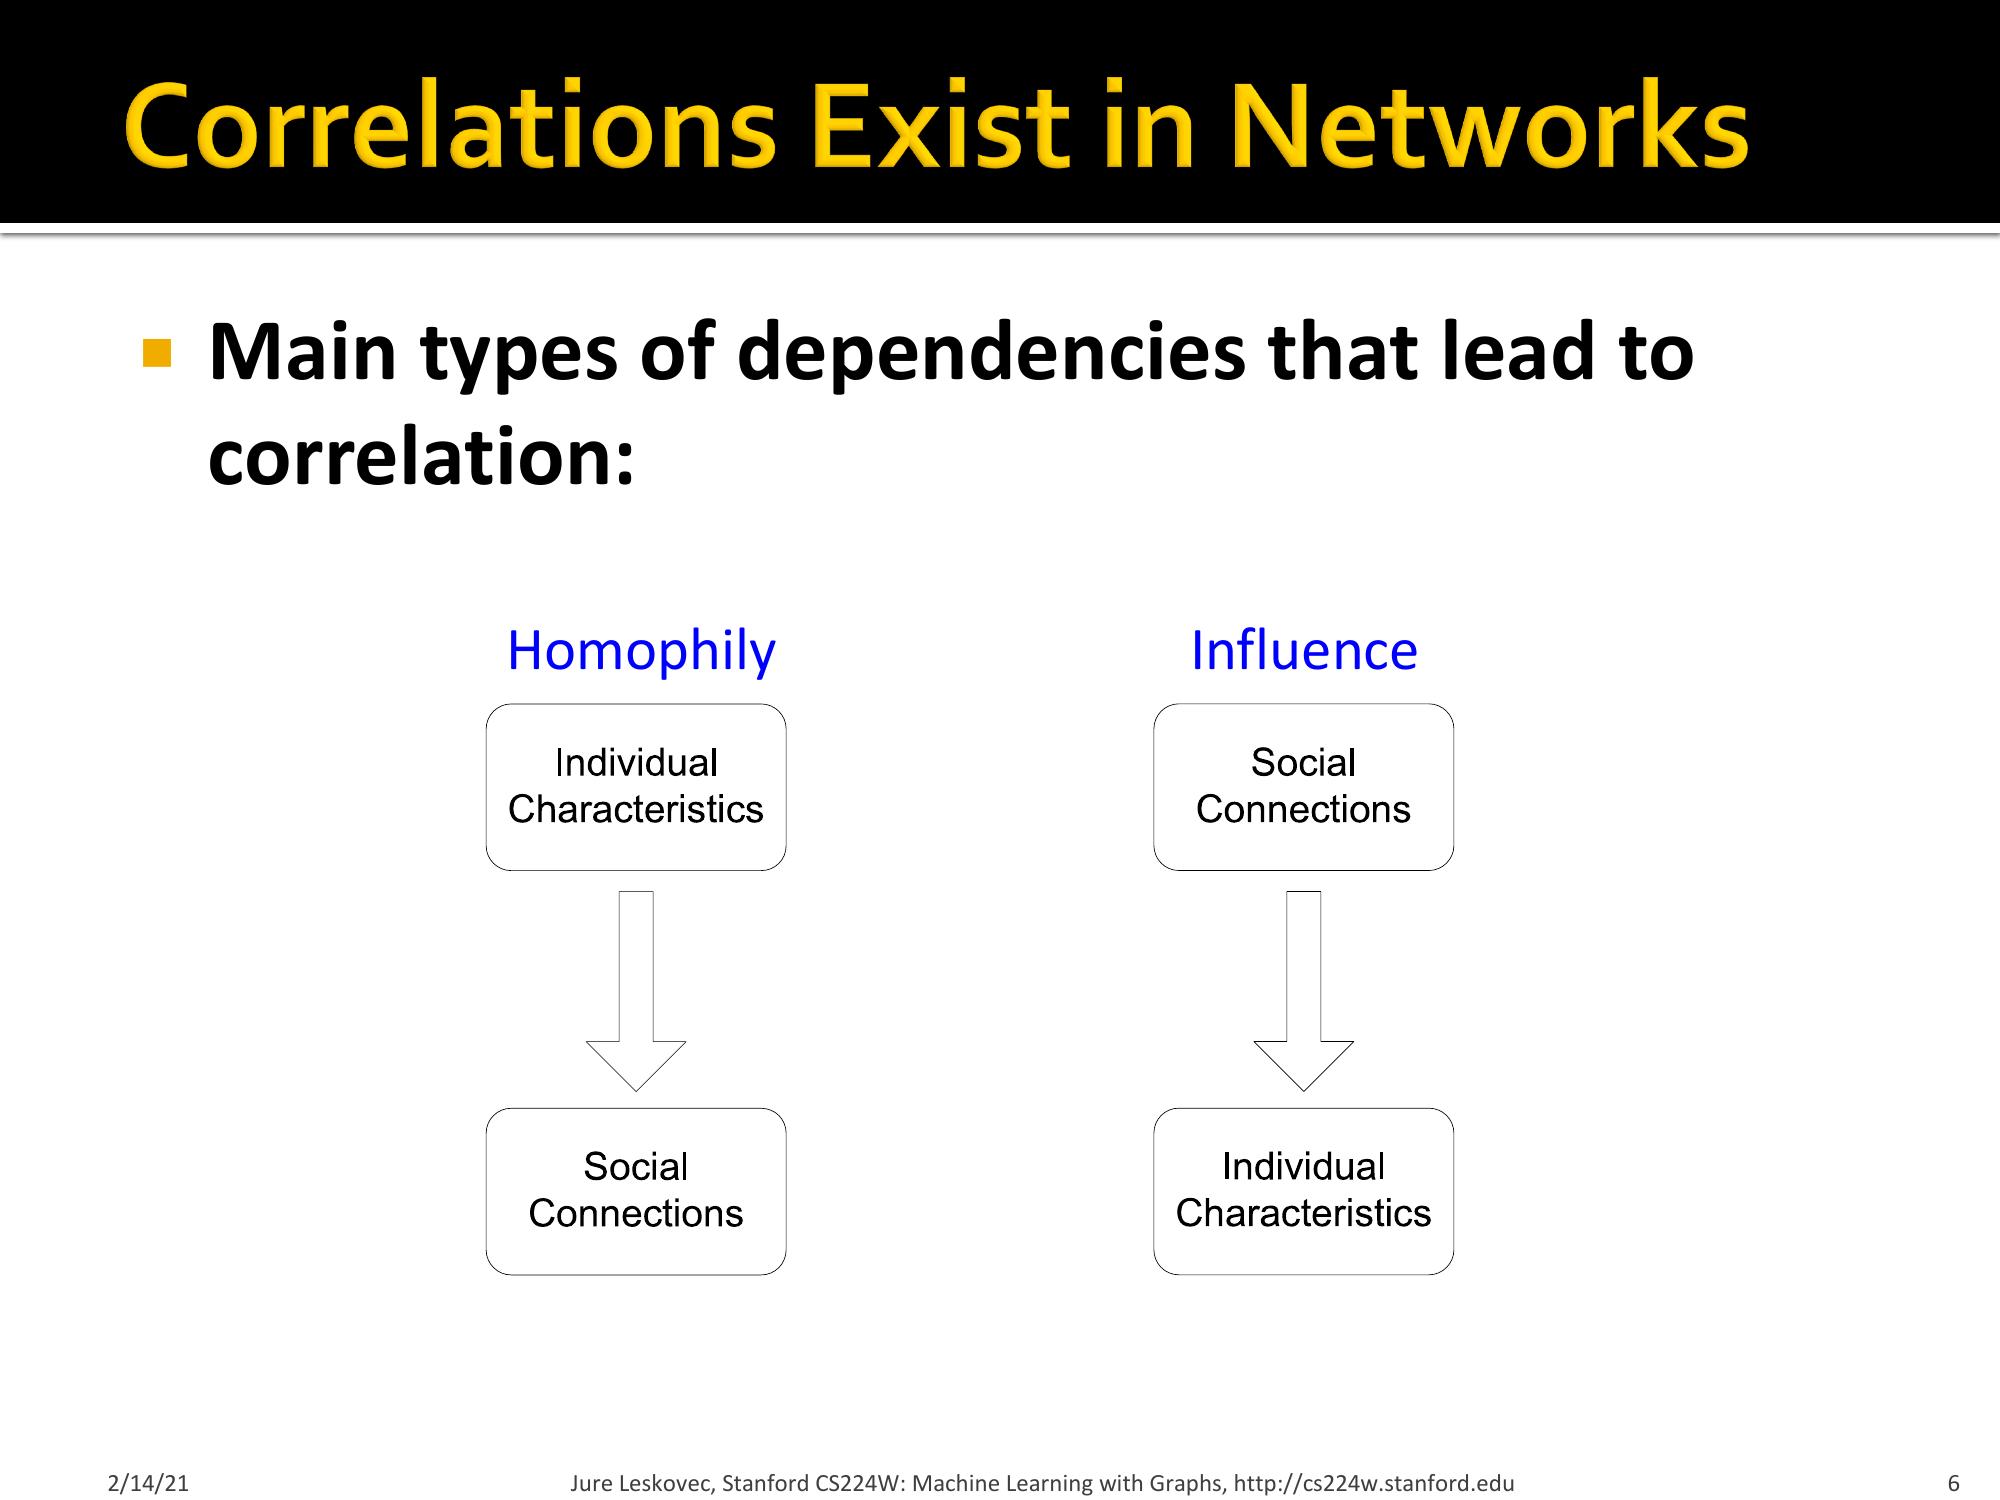 Correlations Exist in Networks
Main types of dependencies that lead to
correlation:
Homophily
Individual
Characteristics
Social
Connections
Influence
Social
Connections
Individual
Characteristics
2/14/21
Jure Leskovec, Stanford CS224W: Machine Learning with Graphs, http://cs224w.stanford.edu
6